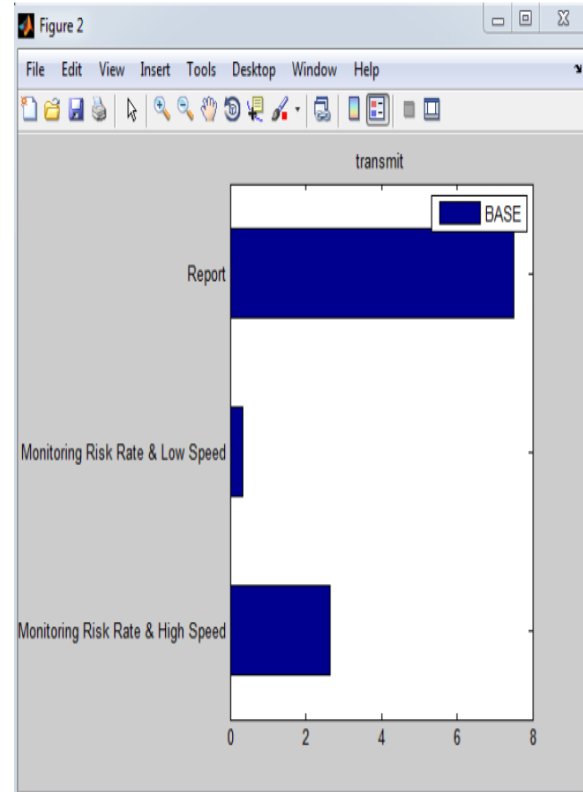 Figure 2
File Edit View Insert Tools Desktop Window Help
transmit
BASE
Report
Monitoring Risk Rate & Low Speed
Monitoring Risk Rate & High Speed
0 2 4 6 8